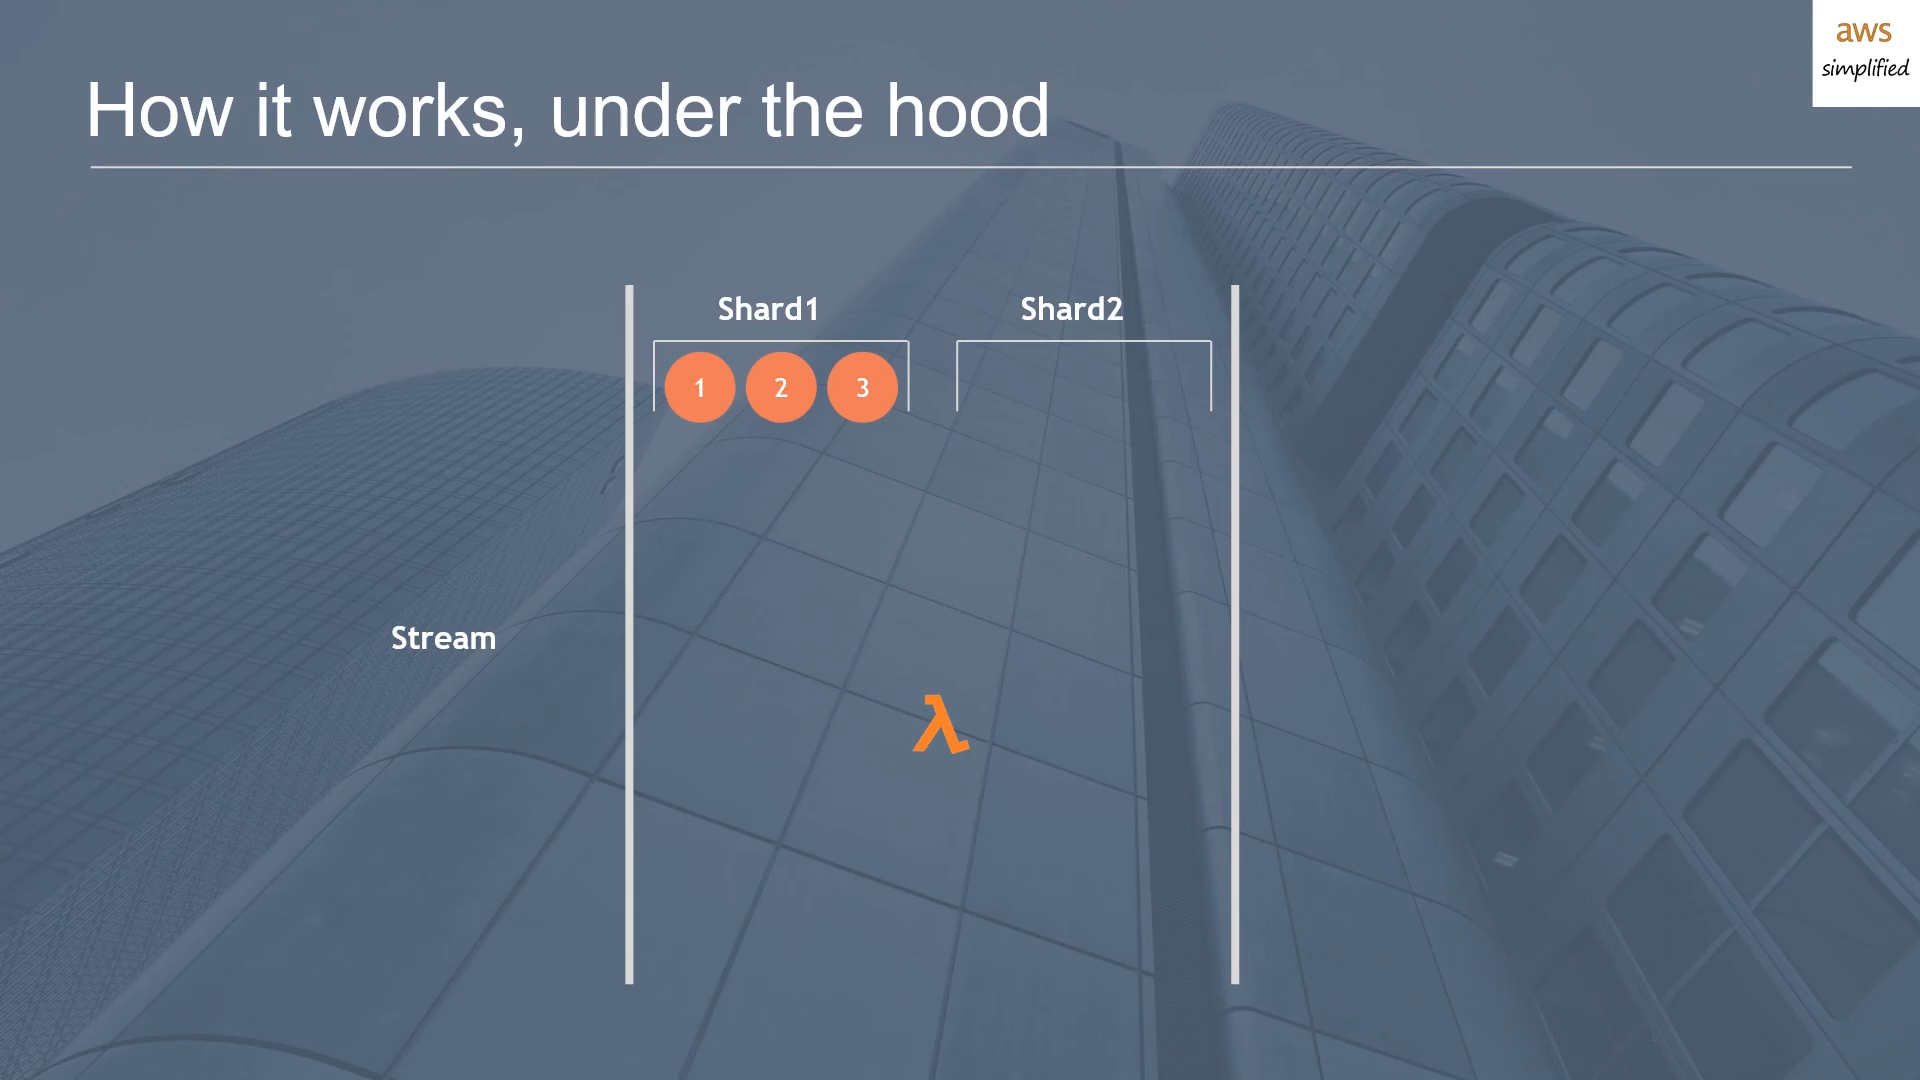 aws
simplified
How it works, under the hood
Shard1
Shard2
1
2
3
Stream
λ